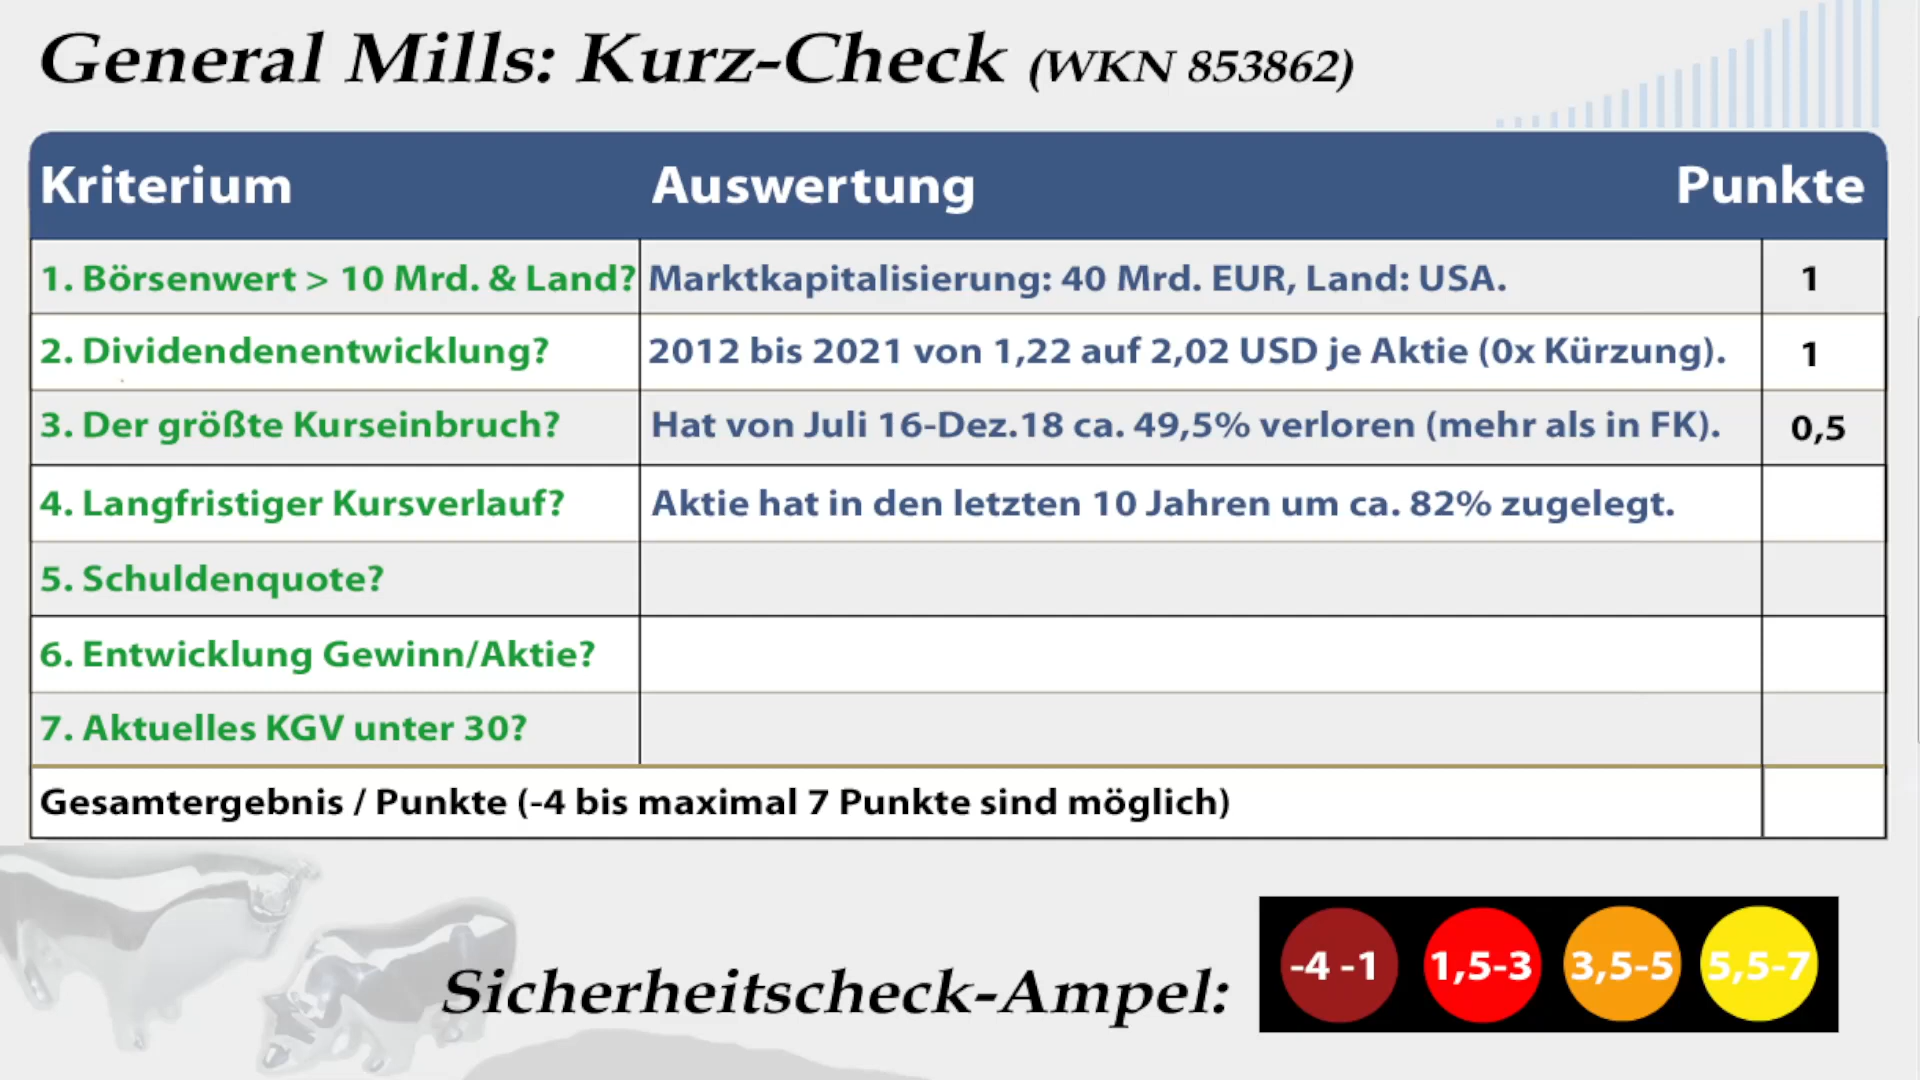 General Mills: Kurz-Check (WKN 853862)
Kriterium Auswertung Punkte
1. Börsenwert > 10 Mrd. & Land? Marktkapitalisierung: 40 Mrd. EUR, Land: USA. 1
2. Dividendenentwicklung? 2012 bis 2021 von 1,22 auf 2,02 USD je Aktie (0x Kürzung). 1
3. Der größte Kurseinbruch? Hat von Juli 16-Dez.18 ca. 49,5% verloren (mehr als in FK). 0,5
4. Langfristiger Kursverlauf? Aktie hat in den letzten 10 Jahren um ca. 82% zugelegt.
5. Schuldenquote?
6. Entwicklung Gewinn/Aktie?
7. Aktuelles KGV unter 30?
Gesamtergebnis / Punkte (-4 bis maximal 7 Punkte sind möglich)
Sicherheitscheck-Ampel: -4 -1 1,5-3 3,5-5 5,5-7